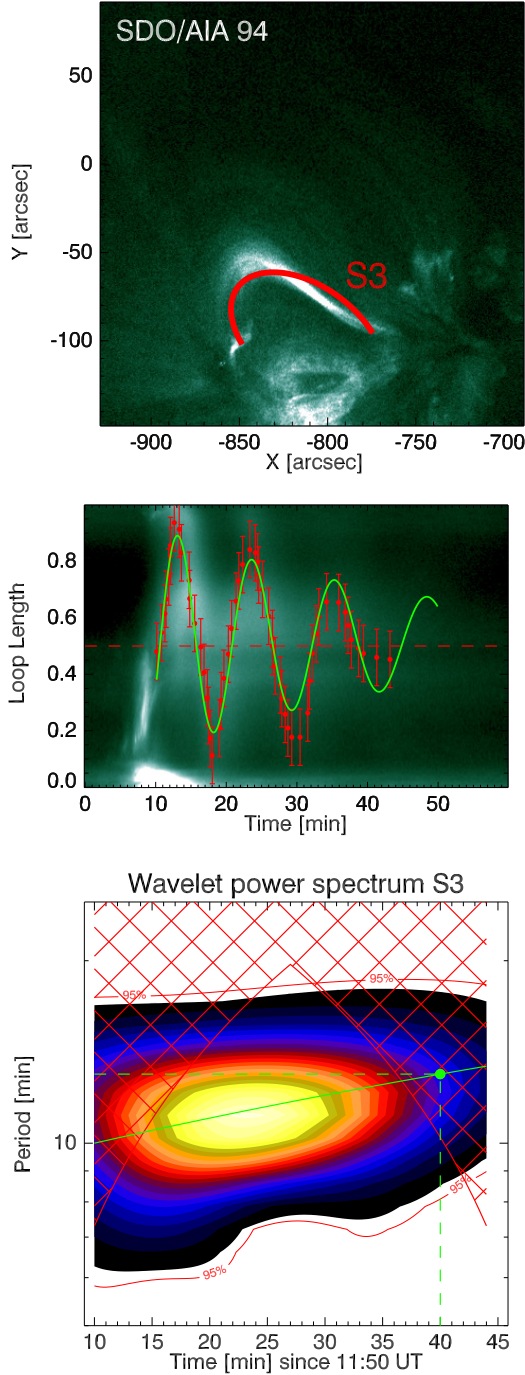 SDO/AIA 94
Y [arcsec]
50
0
-50
-100
S3
-900 -850 -800 -750 -700
X [arcsec]
Loop Length
0.8
0.6
0.4
0.2
0.0
0 10 20 30 40 50
Time [min]
Wavelet power spectrum S3
Period [min]
95% 95%
10
95%
95%
10 15 20 25 30 35 40 45
Time [min] since 11:50 UT